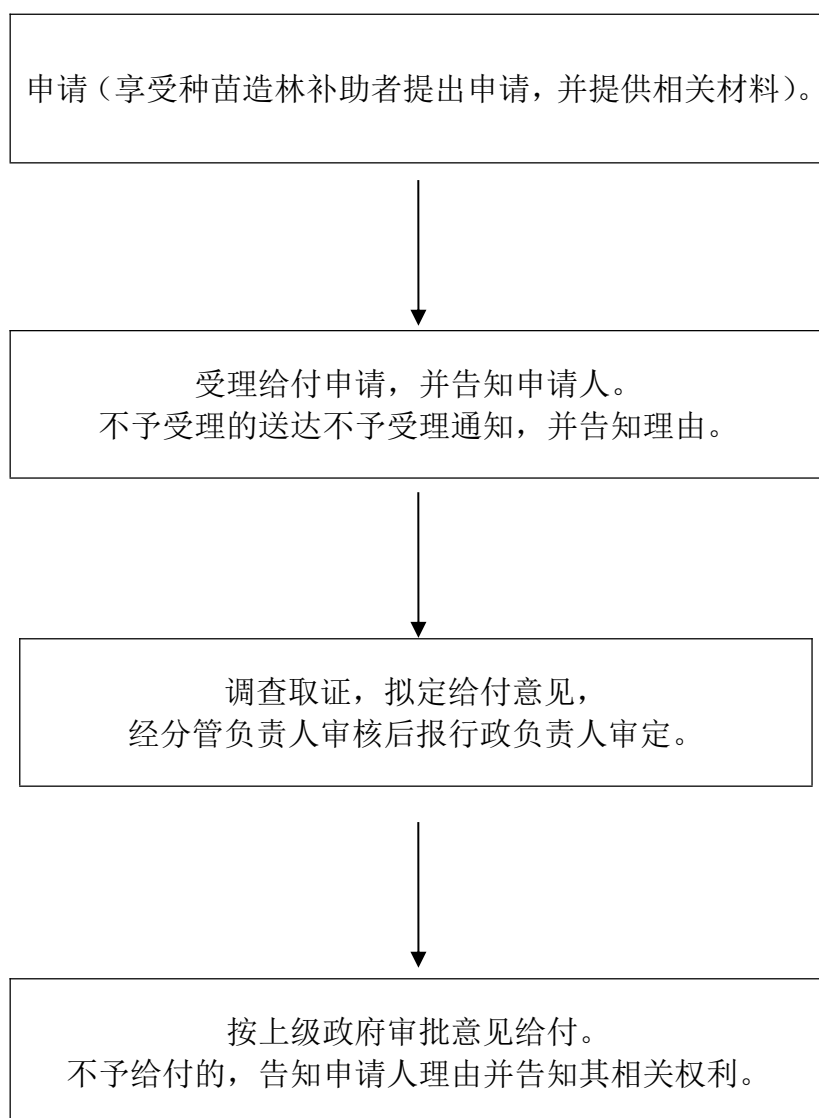 申请（享受种苗造林补助者提出申请，并提供相关材料）。
受理给付申请，并告知申请人。
不予受理的送达不予受理通知，并告知理由。
调查取证，拟定给付意见，
经分管负责人审核后报行政负责人审定。
按上级政府审批意见给付。
不予给付的，告知申请人理由并告知其相关权利。